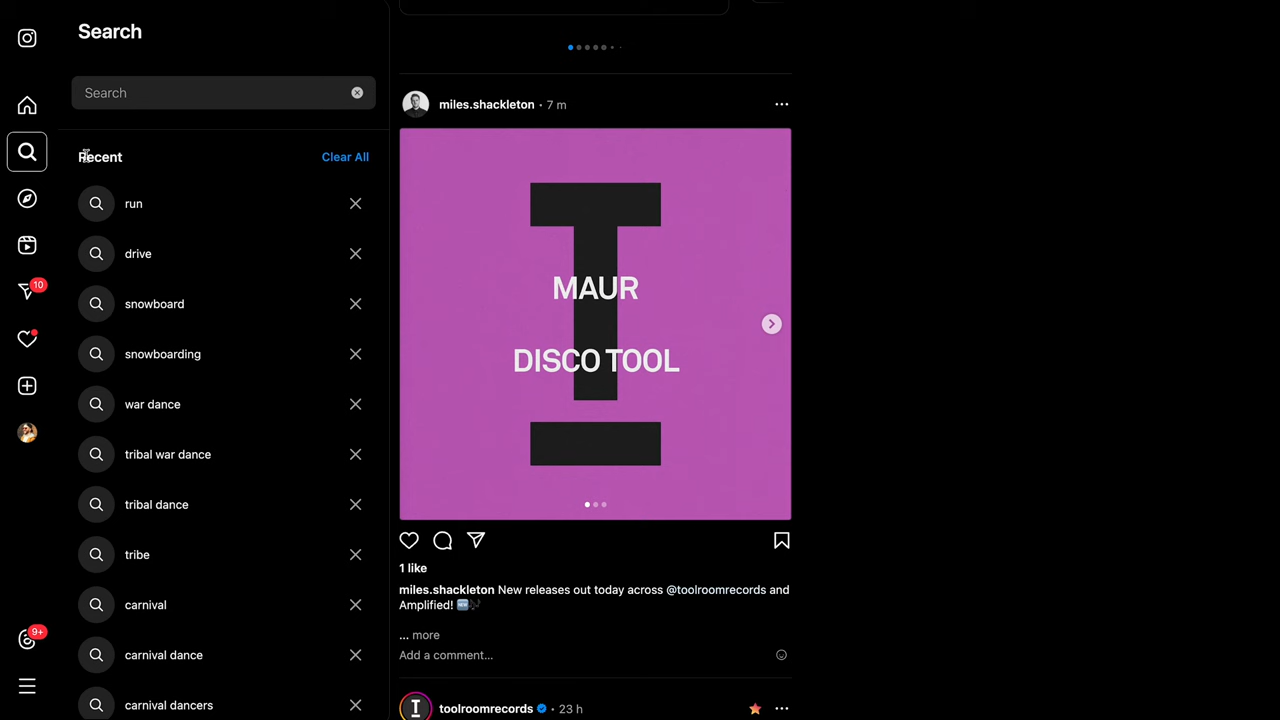 Search
Search
Recent
Clear All
run
drive
snowboard
snowboarding
war dance
tribal war dance
tribal dance
tribe
carnival
carnival dance
carnival dancers
10
9+
miles.shackleton • 7 m
MAUR
DISCO TOOL
1 like
miles.shackleton New releases out today across @toolroomrecords and
Amplified! 🆕🎶
... more
Add a comment...
toolroomrecords • 23 h